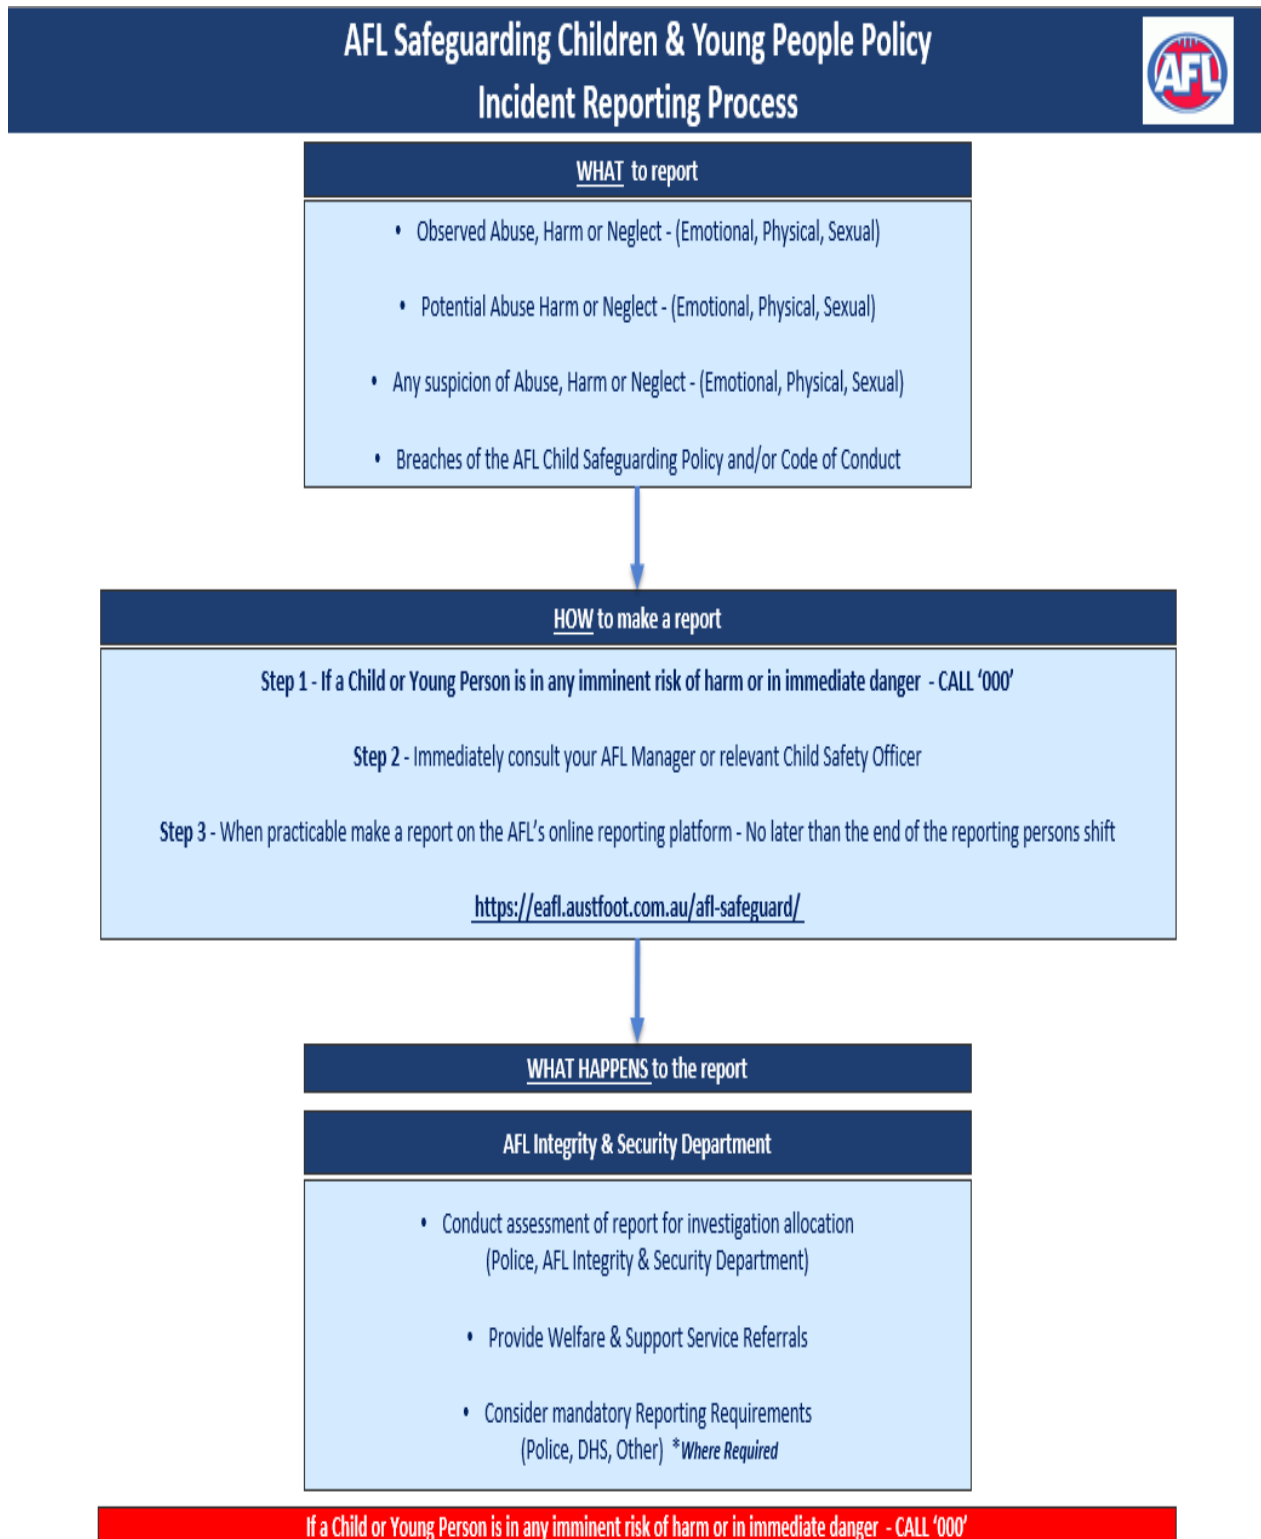 AFL Safeguarding Children & Young People Policy
Incident Reporting Process
AFL
WHAT to report
• Observed Abuse, Harm or Neglect - (Emotional, Physical, Sexual)
• Potential Abuse Harm or Neglect - (Emotional, Physical, Sexual)
• Any suspicion of Abuse, Harm or Neglect - (Emotional, Physical, Sexual)
• Breaches of the AFL Child Safeguarding Policy and/or Code of Conduct
HOW to make a report
Step 1 - If a Child or Young Person is in any imminent risk of harm or in immediate danger - CALL ‘000’
Step 2 - Immediately consult your AFL Manager or relevant Child Safety Officer
Step 3 - When practicable make a report on the AFL’s online reporting platform - No later than the end of the reporting persons shift
https://eafl.austfoot.com.au/afl-safeguard/
WHAT HAPPENS to the report
AFL Integrity & Security Department
• Conduct assessment of report for investigation allocation
(Police, AFL Integrity & Security Department)
• Provide Welfare & Support Service Referrals
• Consider mandatory Reporting Requirements
(Police, DHS, Other) *Where Required
If a Child or Young Person is in any imminent risk of harm or in immediate danger - CALL ‘000’